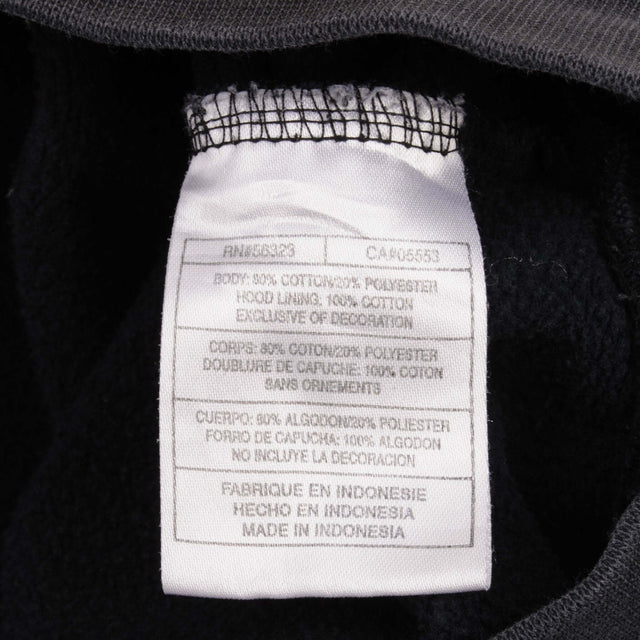 RN#56323 CA#05553
BODY: 80% COTTON/20% POLYESTER
HOOD LINING: 100% COTTON
EXCLUSIVE OF DECORATION
CORPS: 80% COTON/20% POLYESTER
DOUBLURE DE CAPUCHE: 100% COTON
SANS ORNEMENTS
CUERPO: 80% ALGODON/20% POLIESTER
FORRO DE CAPUCHA: 100% ALGODON
NO INCLUYE LA DECORACION
FABRIQUE EN INDONESIE
HECHO EN INDONESIA
MADE IN INDONESIA